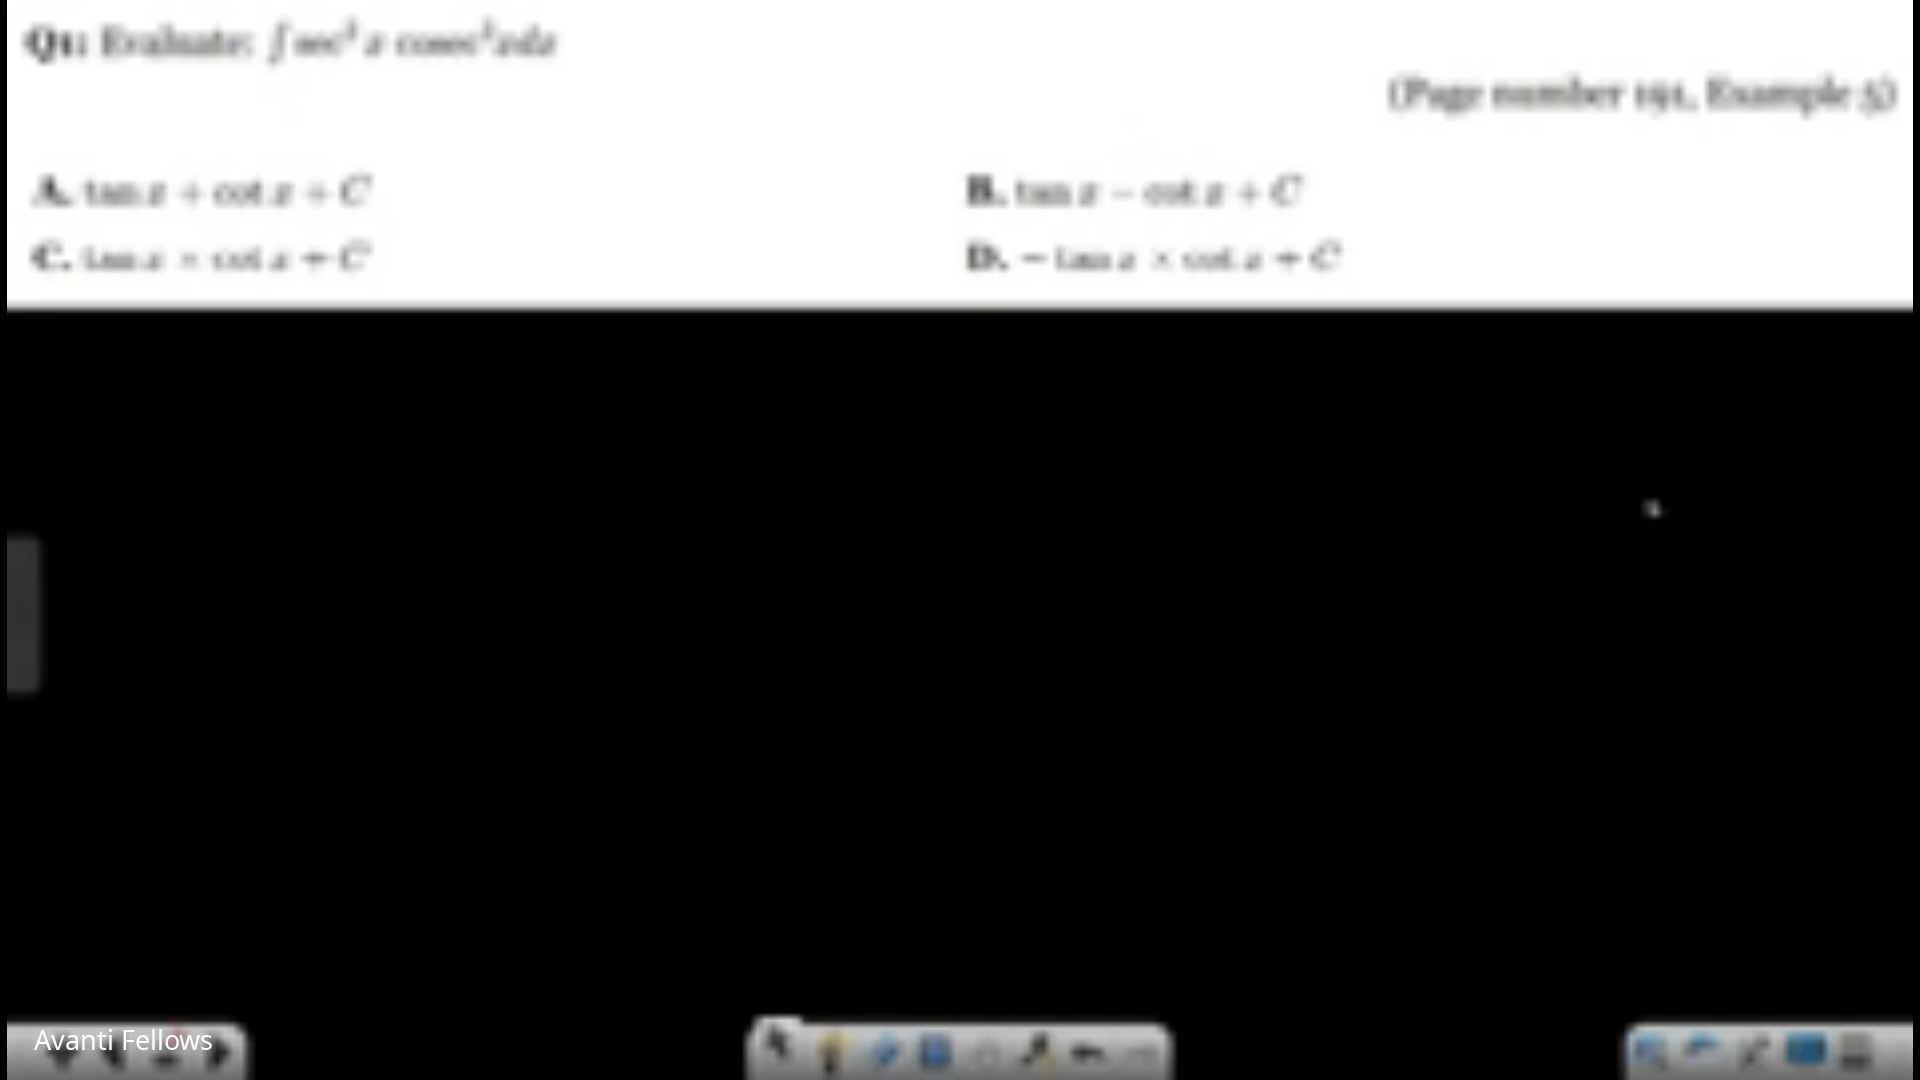 Q1: Evaluate: ∫ sec² x cosec² x dx
(Page number 191, Example 5)
A. tan x + cot x + C
B. tan x − cot x + C
C. tan x × cot x + C
D. − tan x × cot x + C
Avanti Fellows